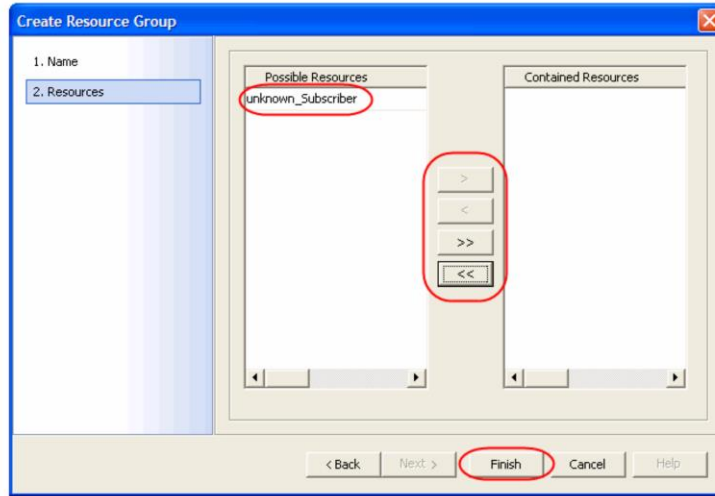 Create Resource Group
1. Name
2. Resources
Possible Resources
unknown_Subscriber
Contained Resources
>
<
>>
<<
< Back
Next >
Finish
Cancel
Help